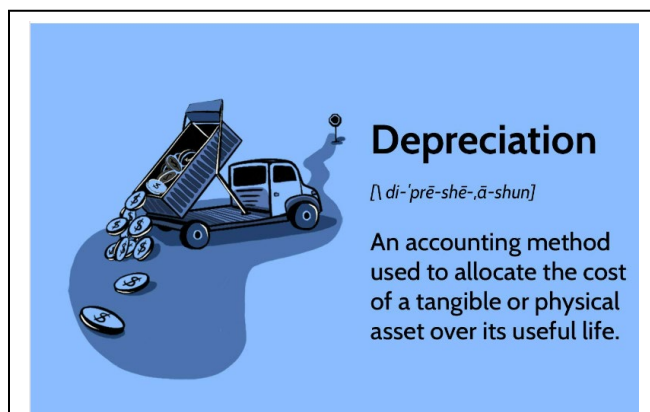 Depreciation
[\ di-ˈprē-shē-ˌā-shun]
An accounting method
used to allocate the cost
of a tangible or physical
asset over its useful life.
$
$
$
$
$
$
$
$
$